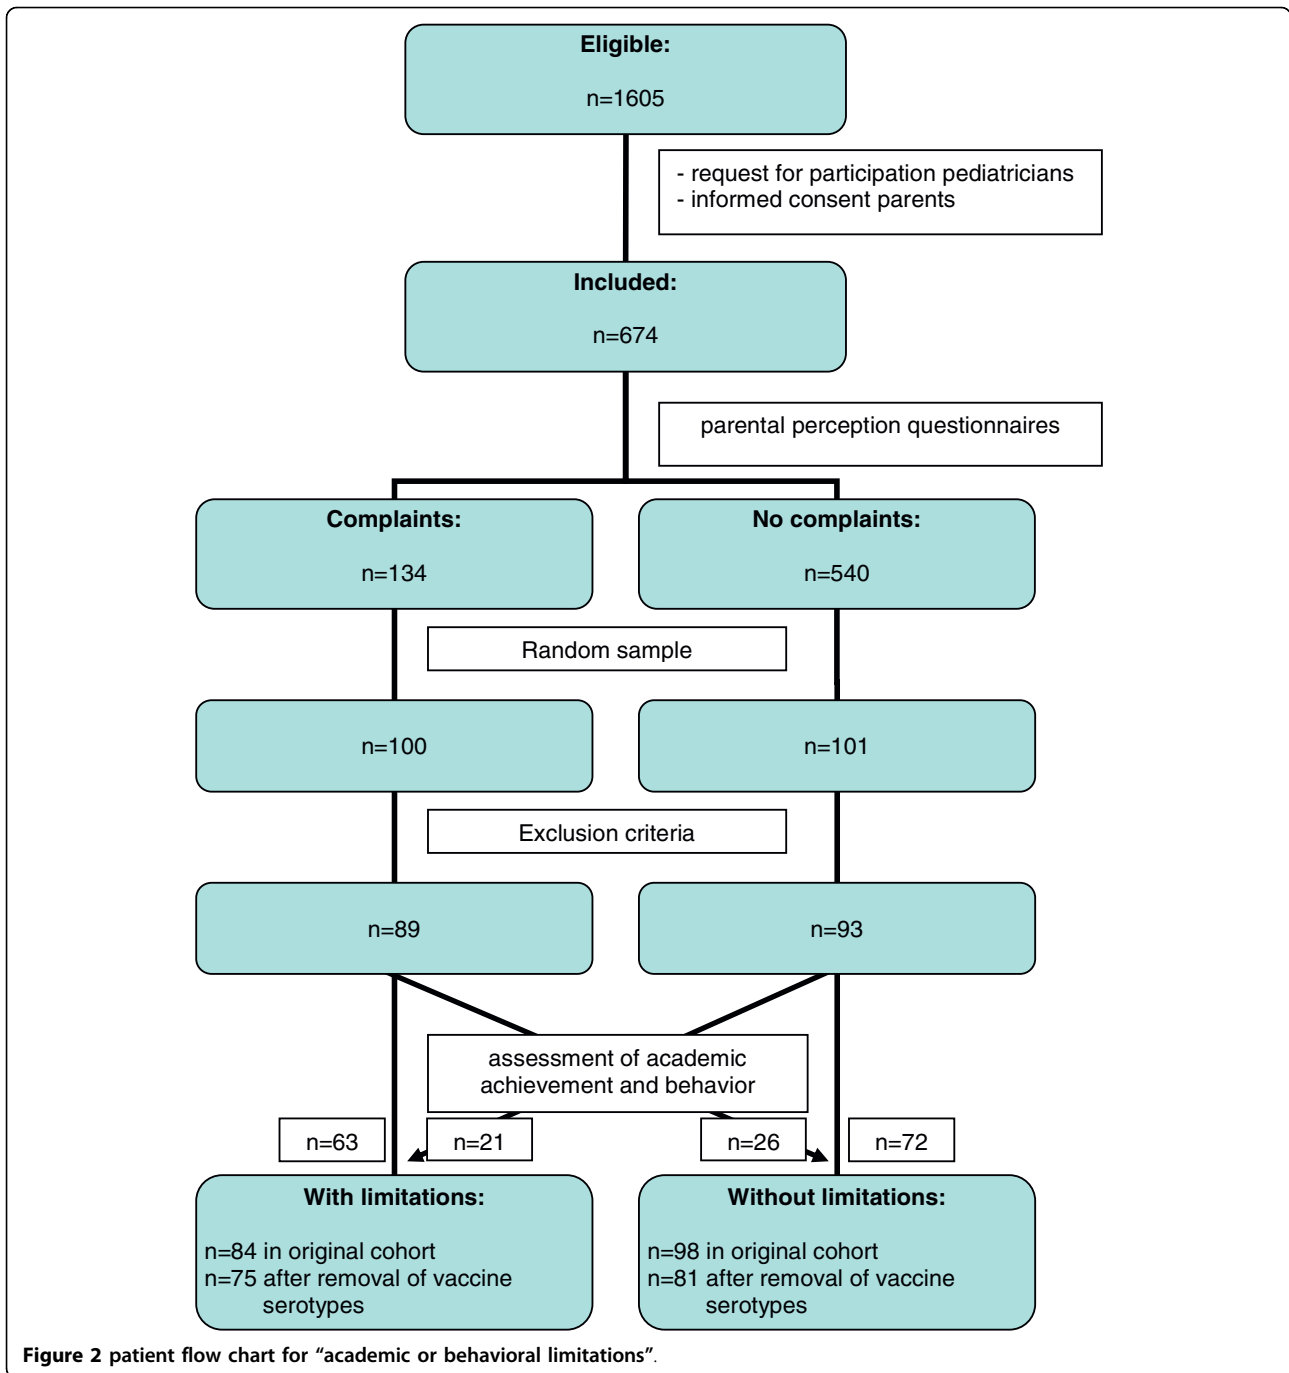 Eligible:
n=1605
- request for participation pediatricians
- informed consent parents
Included:
n=674
parental perception questionnaires
Complaints:
n=134
No complaints:
n=540
Random sample
n=100
n=101
Exclusion criteria
n=89
n=93
assessment of academic
achievement and behavior
n=63
n=21
n=26
n=72
With limitations:
n=84 in original cohort
n=75 after removal of vaccine
serotypes
Without limitations:
n=98 in original cohort
n=81 after removal of vaccine
serotypes
Figure 2 patient flow chart for “academic or behavioral limitations”.